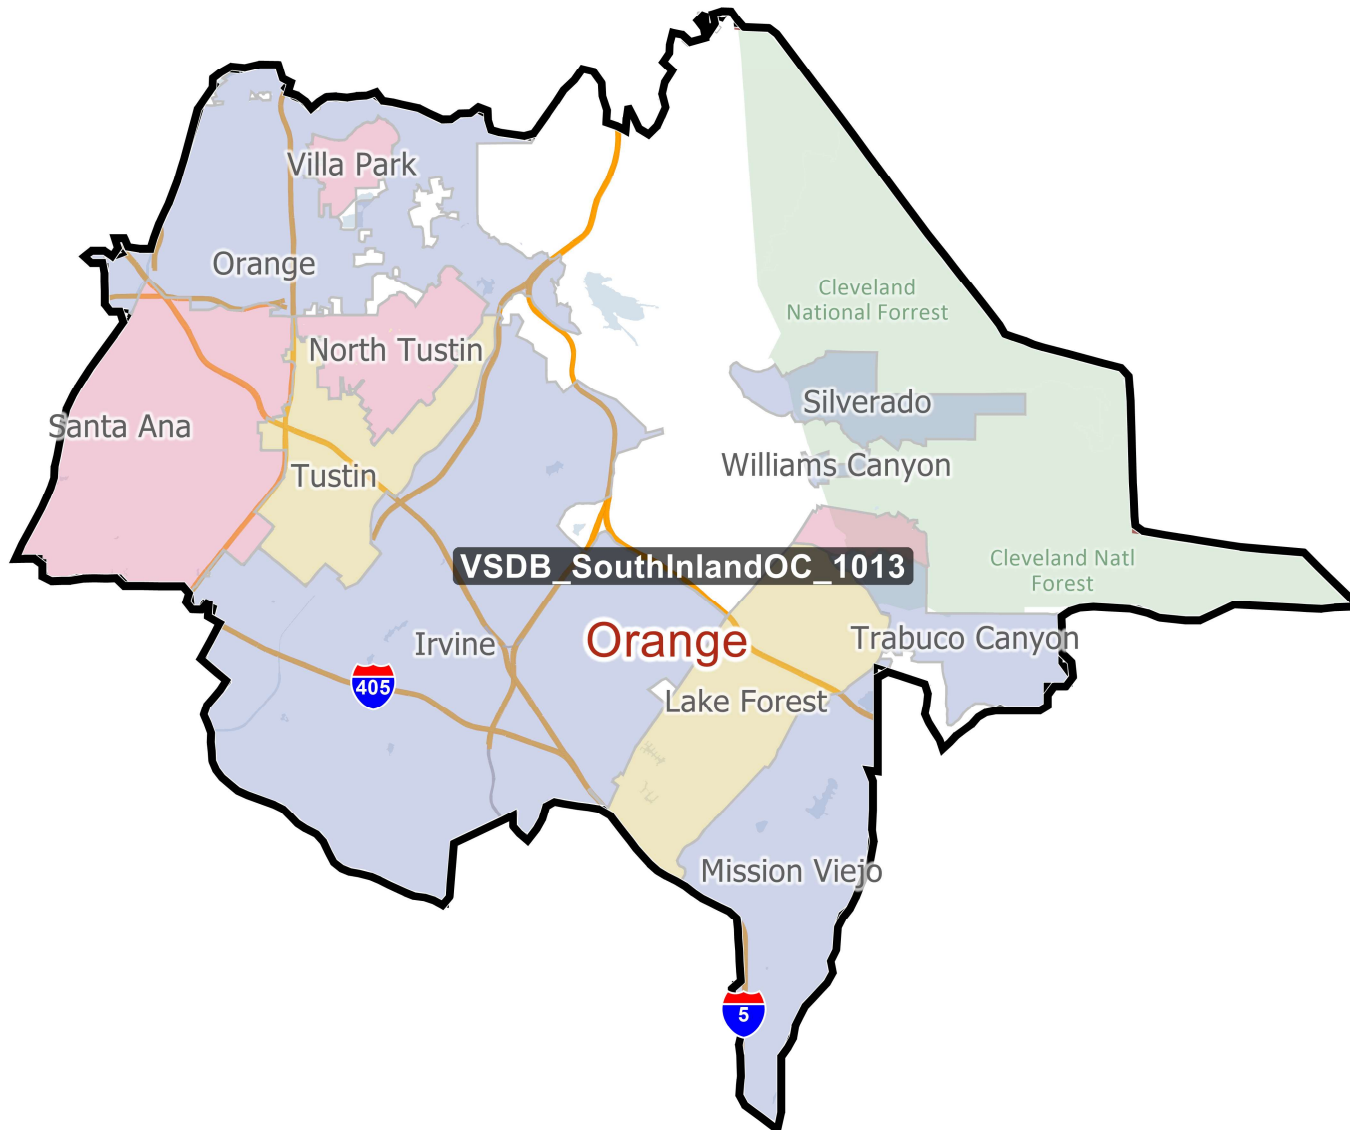 Villa Park
Orange
Cleveland
National Forrest
North Tustin
Silverado
Santa Ana
Williams Canyon
Tustin
VSDB_SouthInlandOC_1013
Cleveland Natl
Forest
Irvine
Orange
Trabuco Canyon
405
Lake Forest
Mission Viejo
5